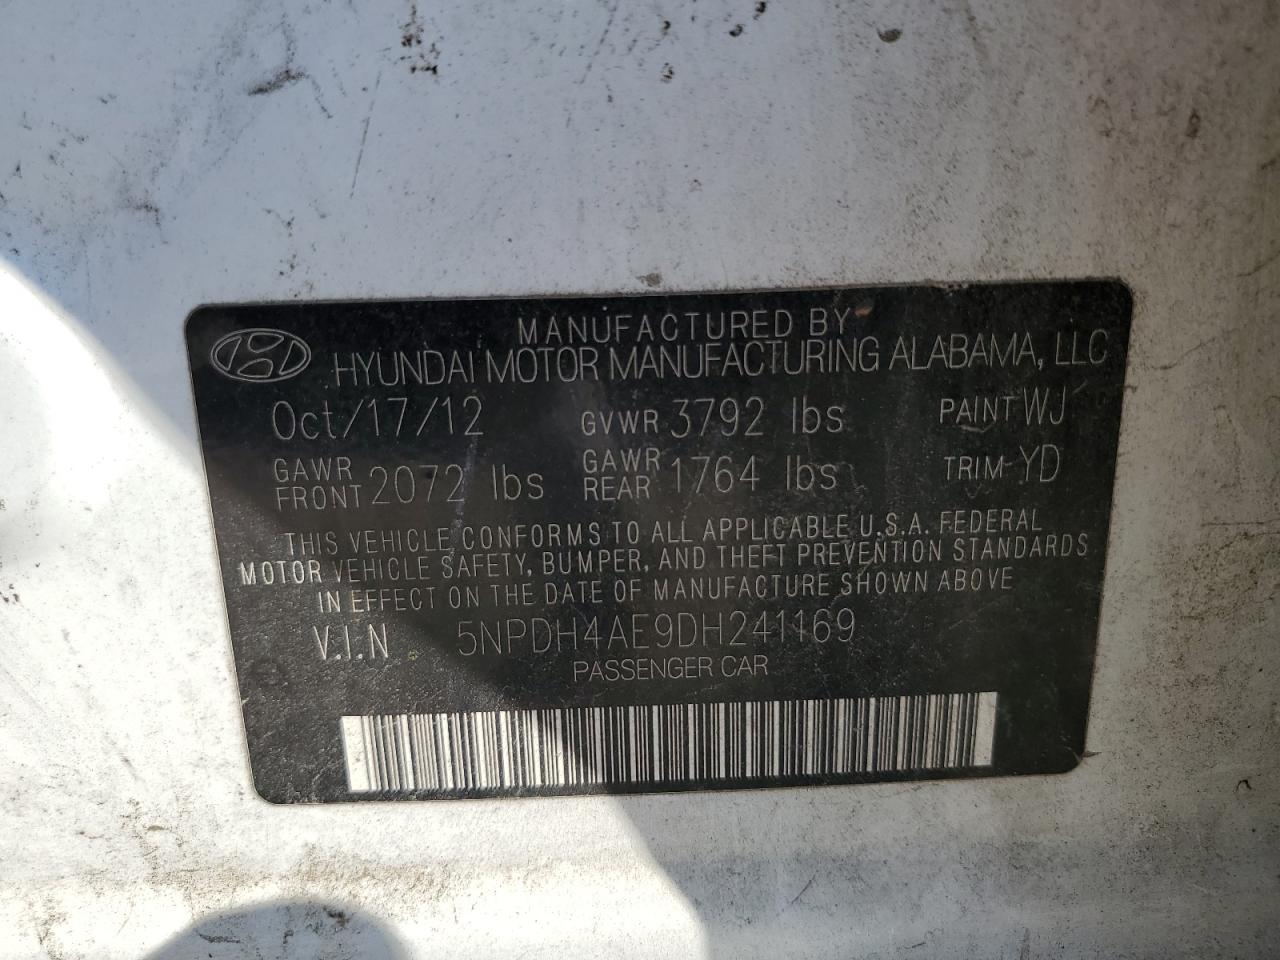 MANUFACTURED BY
HYUNDAI MOTOR MANUFACTURING ALABAMA, LLC
Oct/17/12 GVWR 3792 lbs PAINT WJ
GAWR FRONT 2072 lbs GAWR REAR 1764 lbs TRIM YD
THIS VEHICLE CONFORMS TO ALL APPLICABLE U.S.A. FEDERAL
MOTOR VEHICLE SAFETY, BUMPER, AND THEFT PREVENTION STANDARDS
IN EFFECT ON THE DATE OF MANUFACTURE SHOWN ABOVE
V.I.N 5NPDH4AE9DH241169
PASSENGER CAR